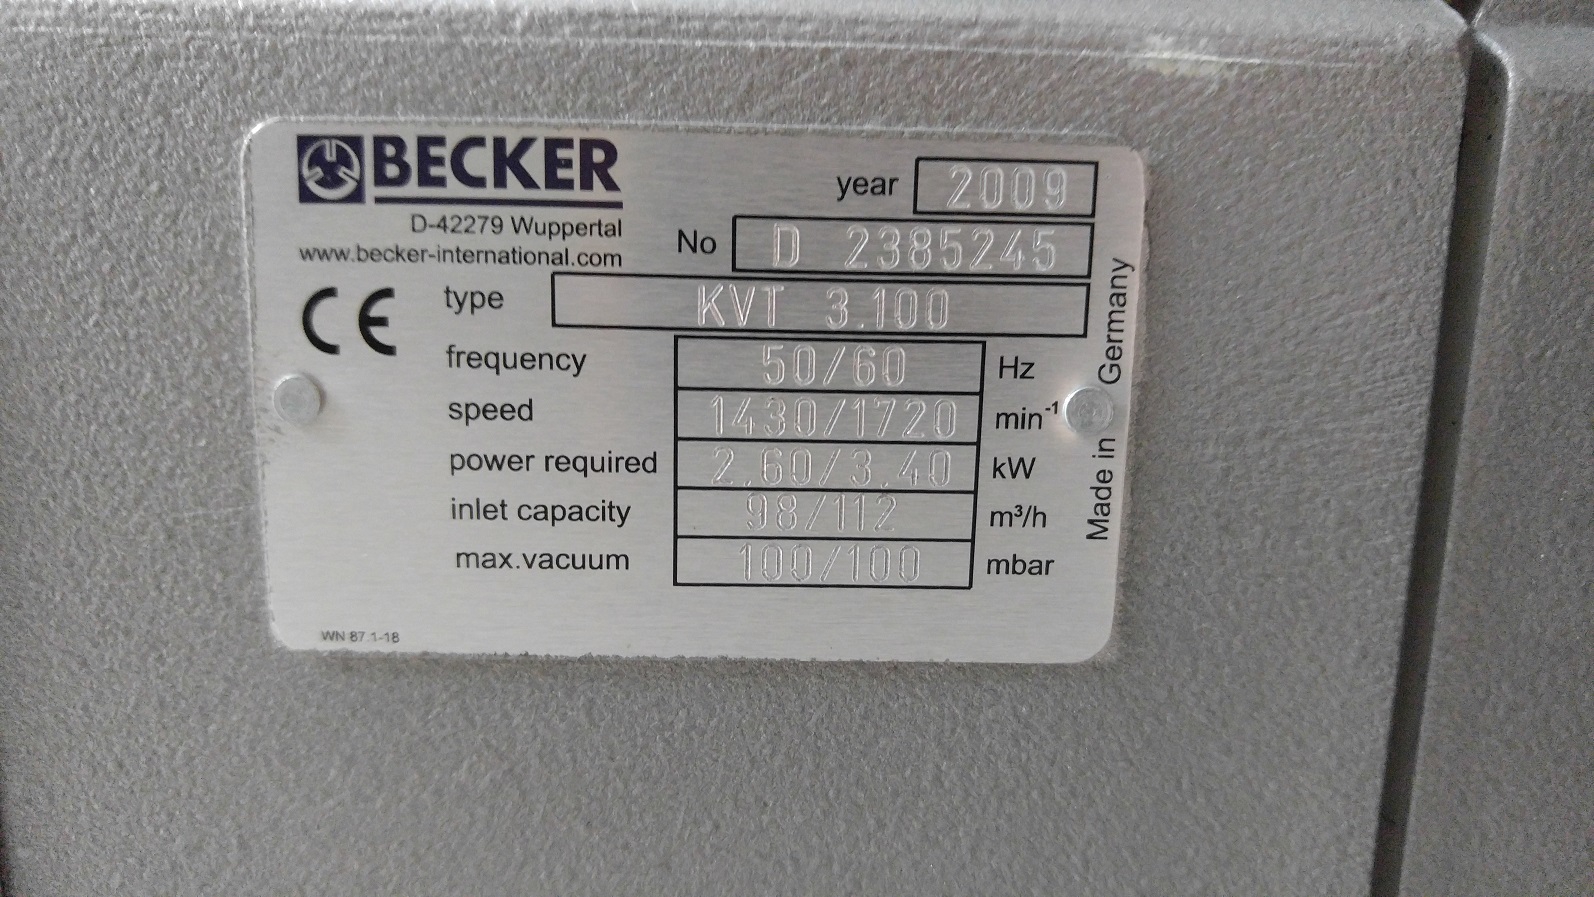 BECKER
D-42279 Wuppertal
www.becker-international.com
year 2009
No D 2385245
CE type KVT 3.100
frequency 50/60 Hz
speed 1430/1720 min⁻¹
power required 2.60/3.40 kW
inlet capacity 98/112 m³/h
max.vacuum 100/100 mbar
Made in Germany
WN 87.1-18